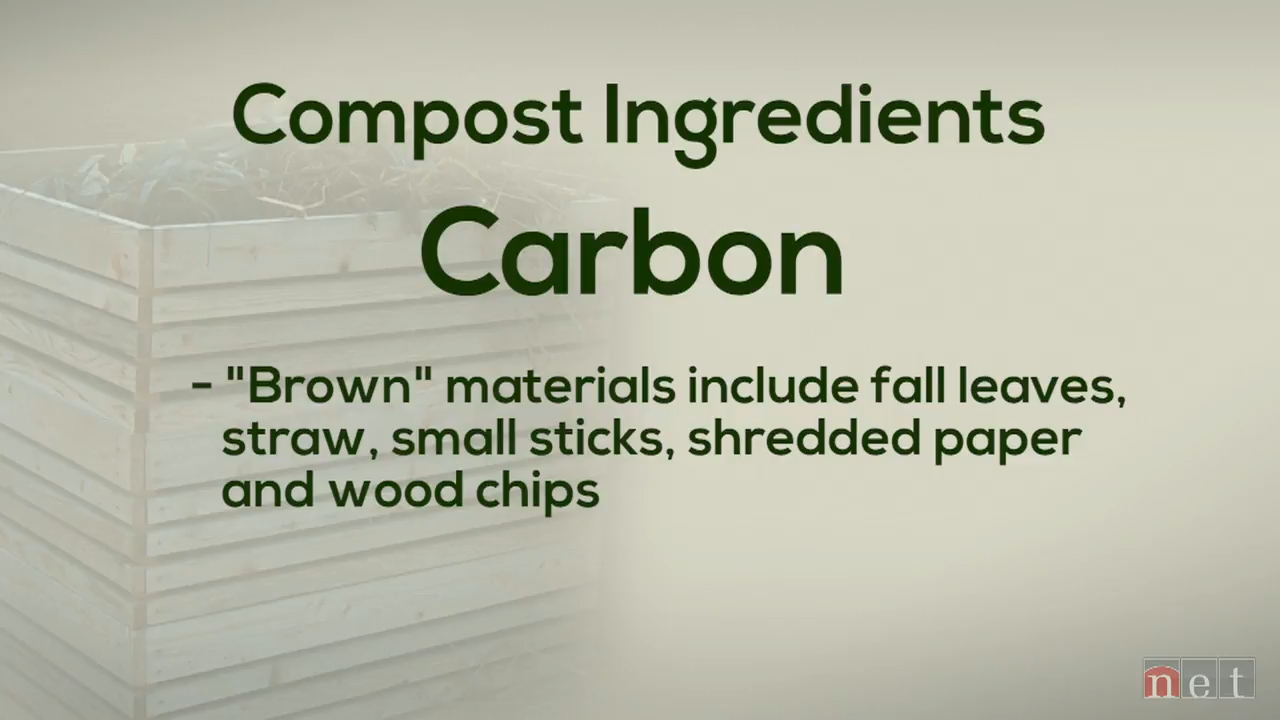 Compost Ingredients
Carbon
- "Brown" materials include fall leaves,
straw, small sticks, shredded paper
and wood chips
net